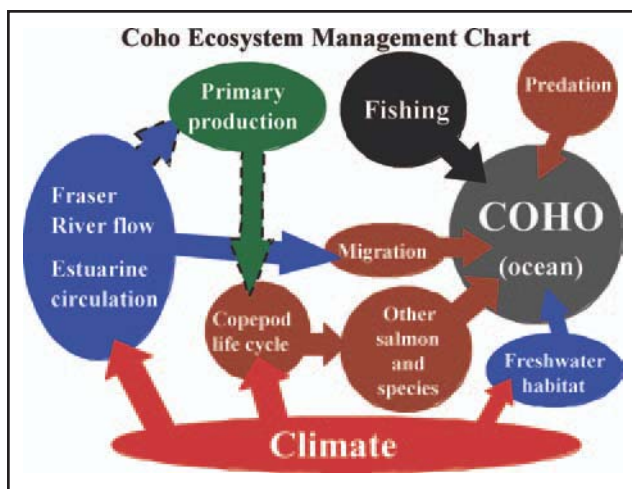 Coho Ecosystem Management Chart
Primary
production
Fishing
Predation
Fraser
River flow
Estuarine
circulation
Migration
COHO
(ocean)
Copepod
life cycle
Other
salmon
and
species
Freshwater
habitat
Climate